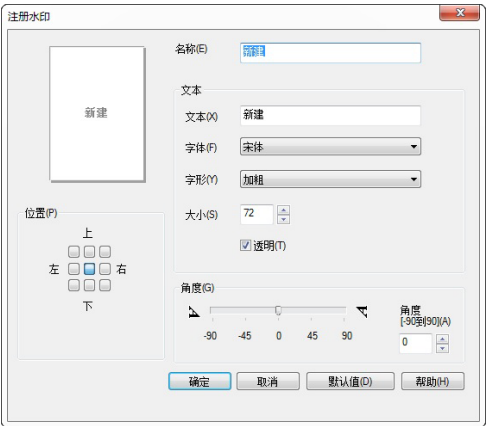 注册水印
新建
名称(E)
新建
文本
文本(X)
新建
字体(F)
宋体
字形(Y)
加粗
大小(S)
72
透明(T)
位置(P)
上
左 右
下
角度(G)
-90 -45 0 45 90
角度
[-90到90](A)
0
确定 取消 默认值(D) 帮助(H)